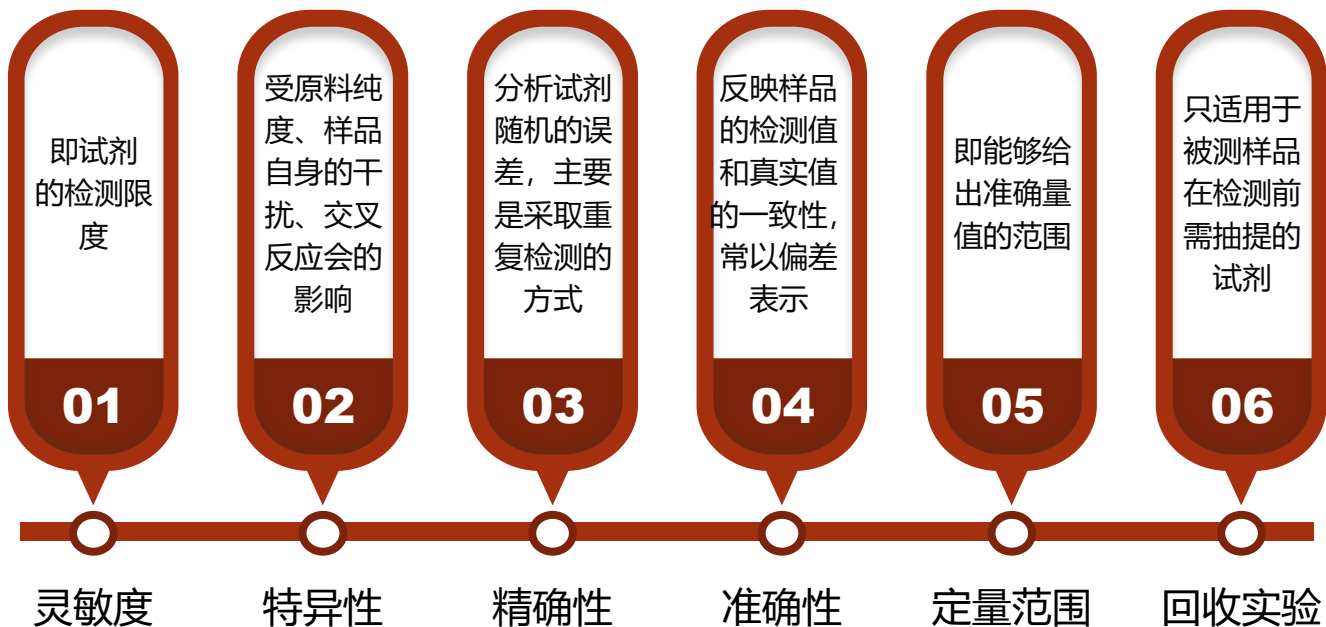 即试剂
的检测限
度
01
灵敏度
受原料纯
度、样品
自身的干
扰、交叉
反应会的
影响
02
特异性
分析试剂
随机的误
差，主要
是采取重
复检测的
方式
03
精确性
反映样品
的检测值
和真实值
的一致性，
常以偏差
表示
04
准确性
即能够给
出准确量
值的范围
05
定量范围
只适用于
被测样品
在检测前
需抽提的
试剂
06
回收实验